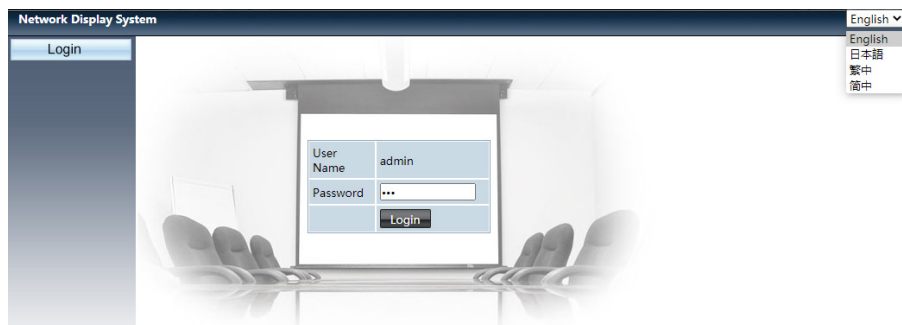 Network Display System
English
English
日本語
繁中
简中
Login
User
Name
admin
Password
•••
Login